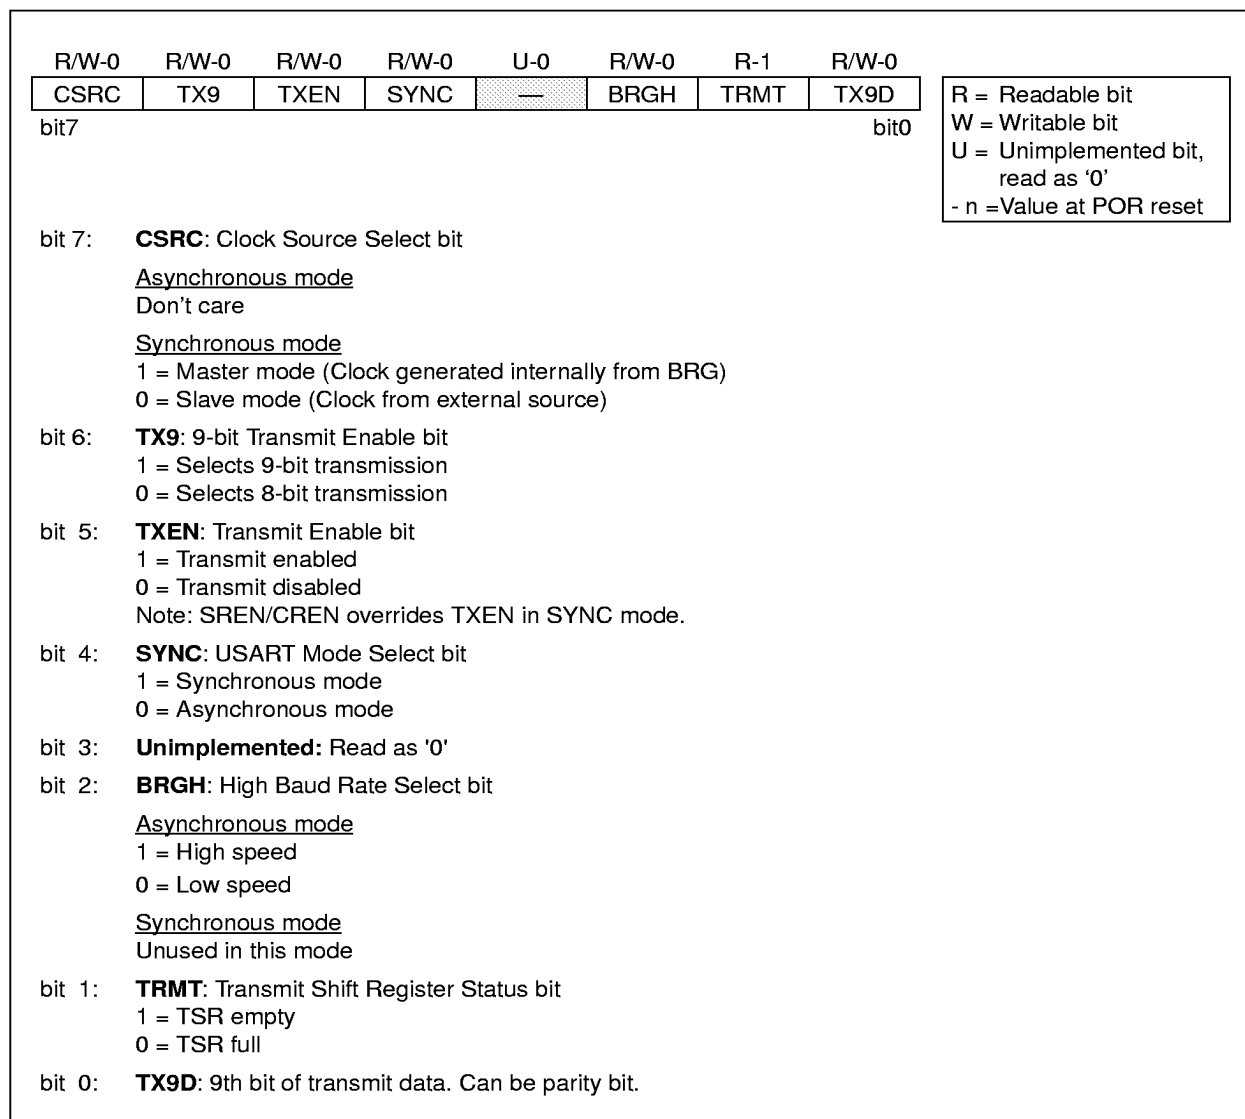 R/W-0 R/W-0 R/W-0 R/W-0 U-0 R/W-0 R-1 R/W-0
CSRC TX9 TXEN SYNC — BRGH TRMT TX9D
bit7 bit0
R = Readable bit
W = Writable bit
U = Unimplemented bit,
read as ‘0’
- n =Value at POR reset
bit 7: CSRC: Clock Source Select bit
Asynchronous mode
Don’t care
Synchronous mode
1 = Master mode (Clock generated internally from BRG)
0 = Slave mode (Clock from external source)
bit 6: TX9: 9-bit Transmit Enable bit
1 = Selects 9-bit transmission
0 = Selects 8-bit transmission
bit 5: TXEN: Transmit Enable bit
1 = Transmit enabled
0 = Transmit disabled
Note: SREN/CREN overrides TXEN in SYNC mode.
bit 4: SYNC: USART Mode Select bit
1 = Synchronous mode
0 = Asynchronous mode
bit 3: Unimplemented: Read as '0'
bit 2: BRGH: High Baud Rate Select bit
Asynchronous mode
1 = High speed
0 = Low speed
Synchronous mode
Unused in this mode
bit 1: TRMT: Transmit Shift Register Status bit
1 = TSR empty
0 = TSR full
bit 0: TX9D: 9th bit of transmit data. Can be parity bit.